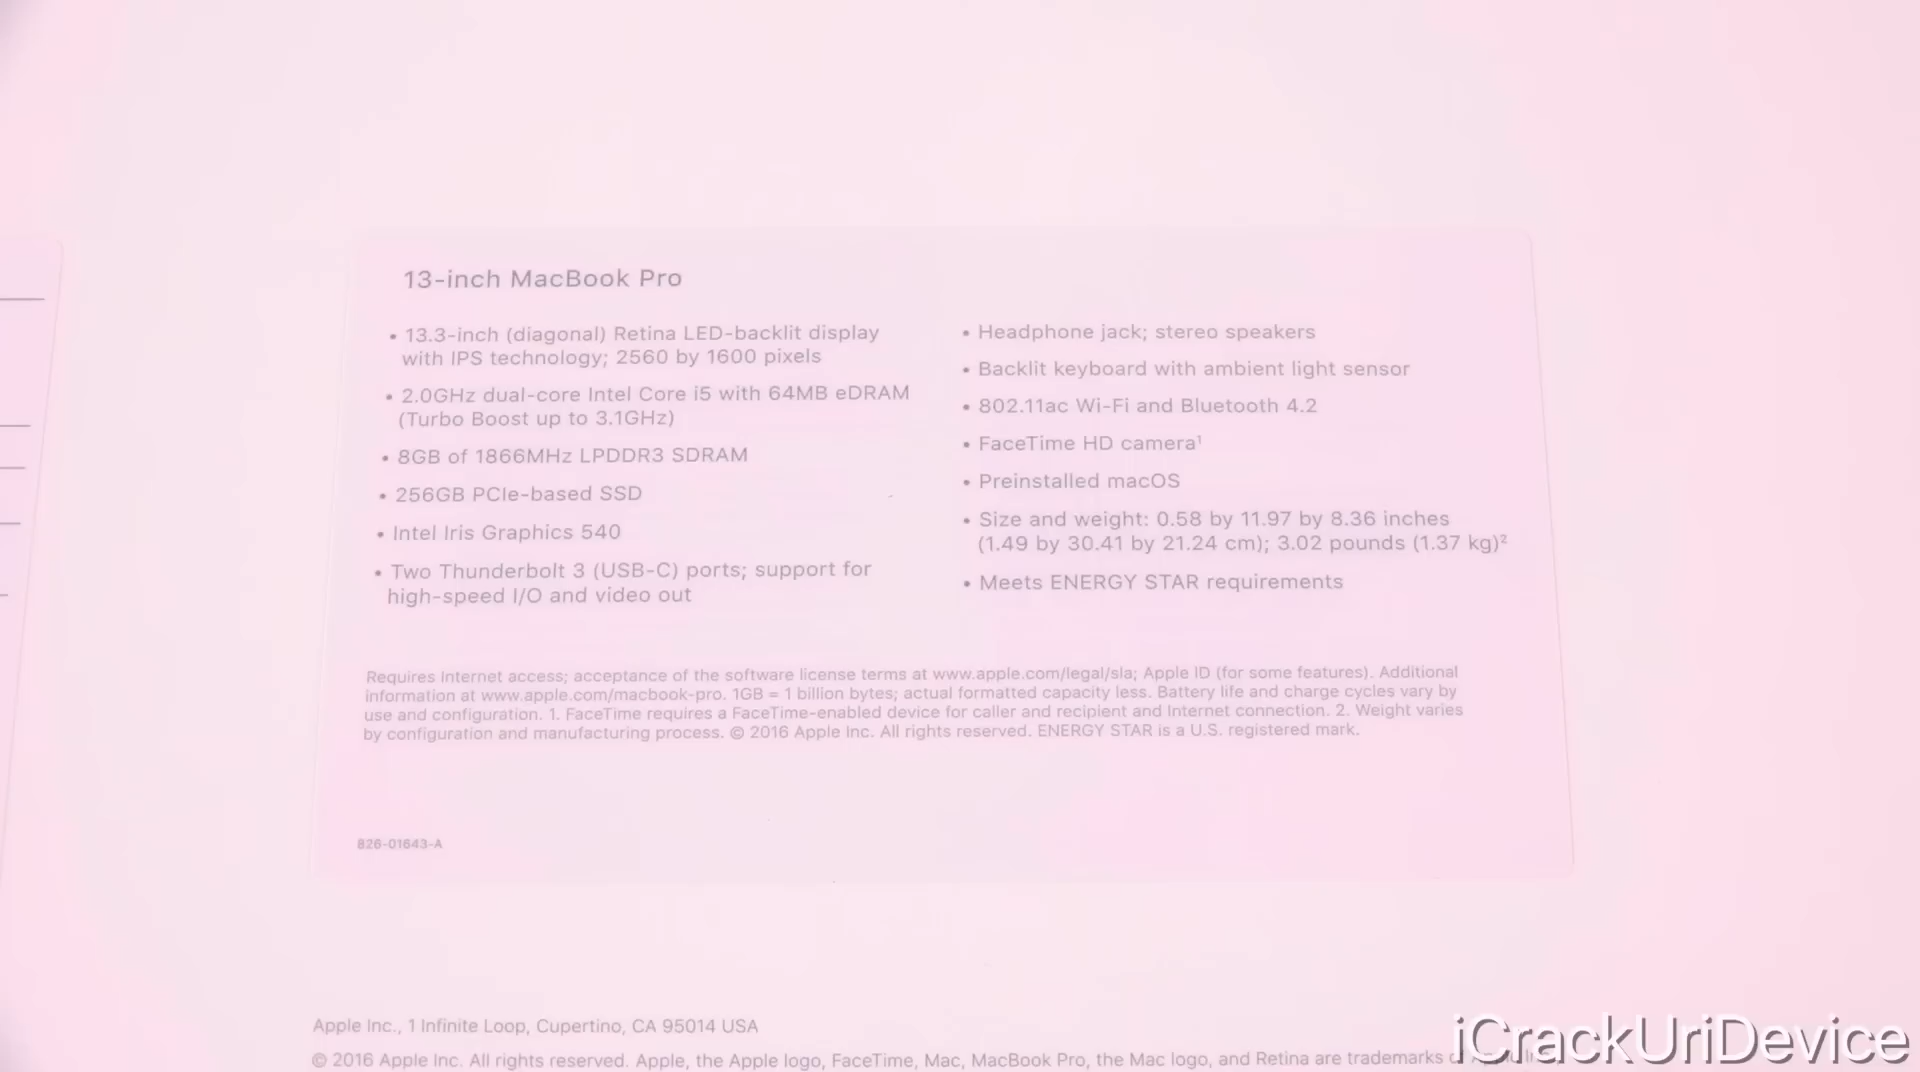 13-inch MacBook Pro
• 13.3-inch (diagonal) Retina LED-backlit display
with IPS technology; 2560 by 1600 pixels
• 2.0GHz dual-core Intel Core i5 with 64MB eDRAM
(Turbo Boost up to 3.1GHz)
• 8GB of 1866MHz LPDDR3 SDRAM
• 256GB PCIe-based SSD
• Intel Iris Graphics 540
• Two Thunderbolt 3 (USB-C) ports; support for
high-speed I/O and video out
• Headphone jack; stereo speakers
• Backlit keyboard with ambient light sensor
• 802.11ac Wi-Fi and Bluetooth 4.2
• FaceTime HD camera¹
• Preinstalled macOS
• Size and weight: 0.58 by 11.97 by 8.36 inches
(1.49 by 30.41 by 21.24 cm); 3.02 pounds (1.37 kg)²
• Meets ENERGY STAR requirements
Requires Internet access; acceptance of the software license terms at www.apple.com/legal/sla; Apple ID (for some features). Additional
information at www.apple.com/macbook-pro. 1GB = 1 billion bytes; actual formatted capacity less. Battery life and charge cycles vary by
use and configuration. 1. FaceTime requires a FaceTime-enabled device for caller and recipient and Internet connection. 2. Weight varies
by configuration and manufacturing process. © 2016 Apple Inc. All rights reserved. ENERGY STAR is a U.S. registered mark.
826-01643-A
Apple Inc., 1 Infinite Loop, Cupertino, CA 95014 USA
© 2016 Apple Inc. All rights reserved. Apple, the Apple logo, FaceTime, Mac, MacBook Pro, the Mac logo, and Retina are trademarks
iCrackUriDevice